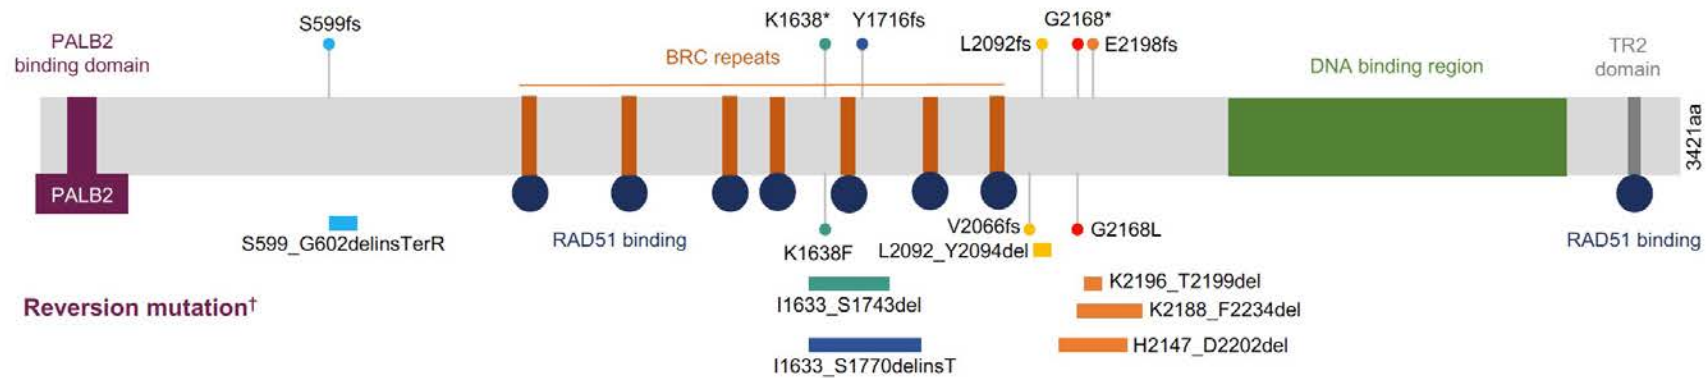 S599fs
K1638*
Y1716fs
G2168*
PALB2
binding domain
BRC repeats
L2092fs
E2198fs
DNA binding region
TR2
domain
3421aa
PALB2
S599_G602delinsTerR
RAD51 binding
K1638F
V2066fs
G2168L
L2092_Y2094del
RAD51 binding
Reversion mutation†
I1633_S1743del
K2196_T2199del
K2188_F2234del
I1633_S1770delinsT
H2147_D2202del